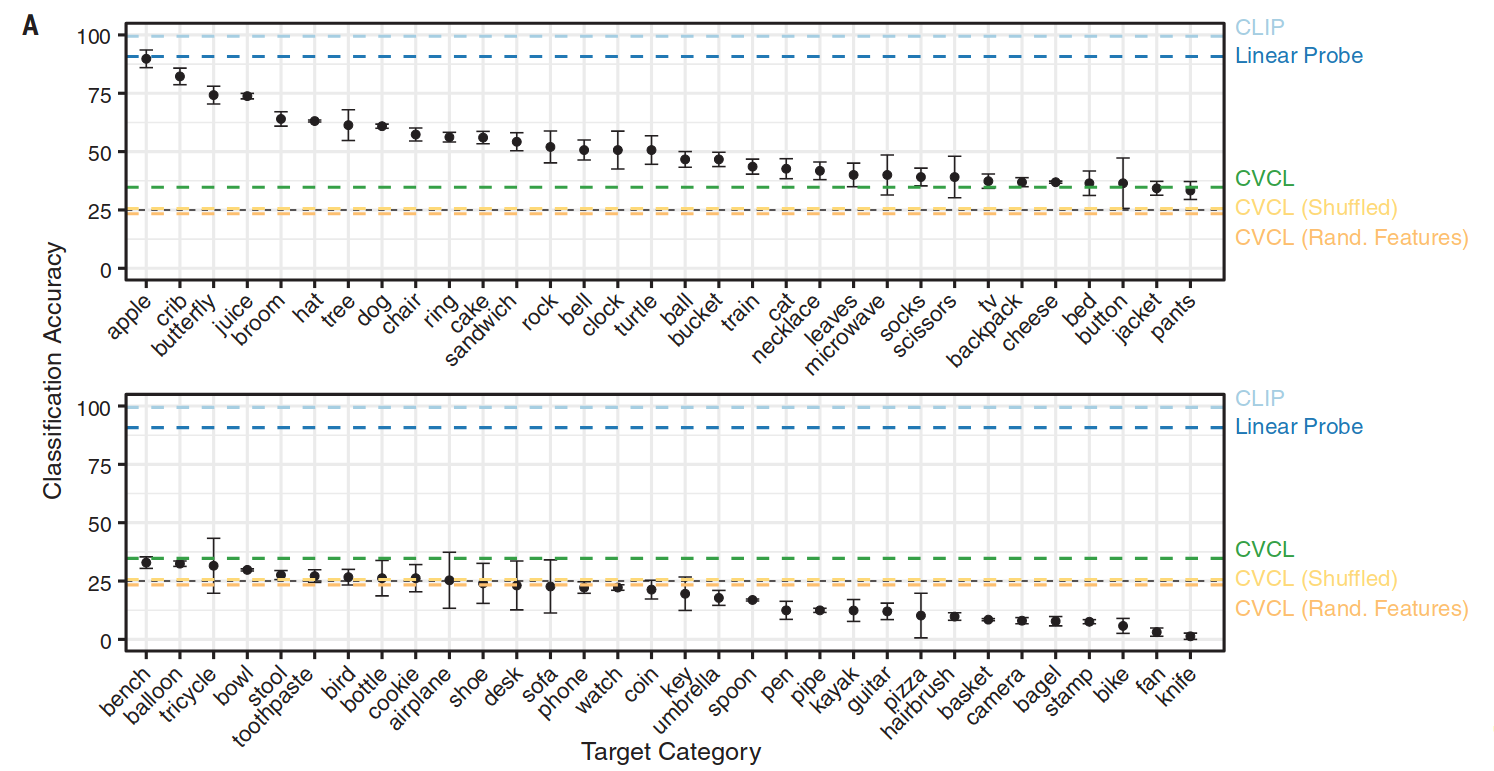 A
Classification Accuracy
100
75
50
25
0
CLIP
Linear Probe
CVCL
CVCL (Shuffled)
CVCL (Rand. Features)
apple
crib
butterfly
juice
broom
hat
tree
dog
chair
ring
cake
sandwich
rock
bell
clock
turtle
ball
bucket
train
cat
necklace
leaves
microwave
socks
scissors
tv
backpack
cheese
bed
button
jacket
pants
100
75
50
25
0
CLIP
Linear Probe
CVCL
CVCL (Shuffled)
CVCL (Rand. Features)
bench
balloon
tricycle
bowl
stool
toothpaste
bird
bottle
cookie
airplane
shoe
desk
sofa
phone
watch
coin
key
umbrella
spoon
pen
pipe
kayak
guitar
pizza
hairbrush
basket
camera
bagel
stamp
bike
fan
knife
Target Category